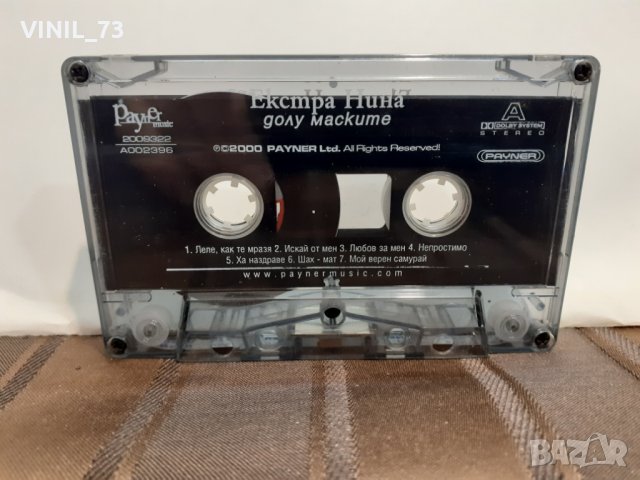 VINIL_73
Екстра Нина
долу маските
Payner
music
2009322
A002396
℗©2000 PAYNER Ltd. All Rights Reserved!
A
DOLBY SYSTEM
STEREO
PAYNER
1. Леле, как те мразя 2. Искай от мен 3. Любов за мен 4. Непростимо
5. Ха наздраве 6. Шах - мат 7. Мой верен самурай
www.paynermusic.com
BAZAR